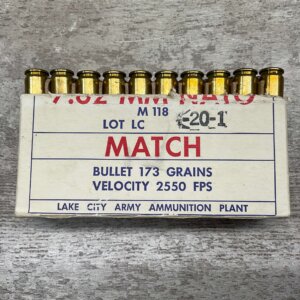 7.62 MM NATO
M 118
LOT LC -20-1
MATCH
BULLET 173 GRAINS
VELOCITY 2550 FPS
LAKE CITY ARMY AMMUNITION PLANT